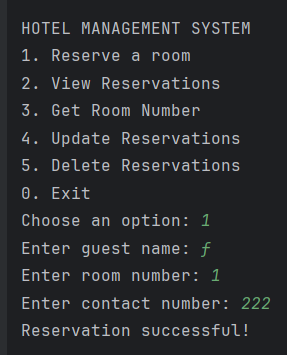 HOTEL MANAGEMENT SYSTEM
1. Reserve a room
2. View Reservations
3. Get Room Number
4. Update Reservations
5. Delete Reservations
0. Exit
Choose an option: 1
Enter guest name: f
Enter room number: 1
Enter contact number: 222
Reservation successful!